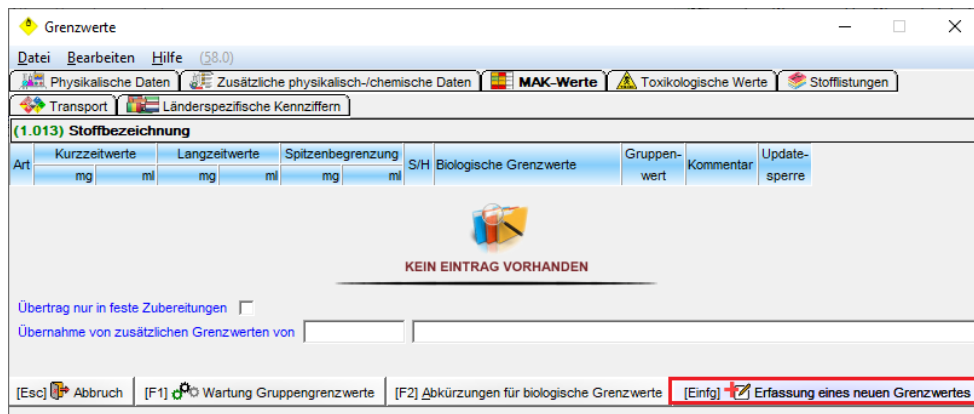 Grenzwerte
Datei Bearbeiten Hilfe (58.0)
Physikalische Daten Zusätzliche physikalisch-/chemische Daten MAK-Werte Toxikologische Werte Stofflistungen
Transport Länderspezifische Kennziffern
(1.013) Stoffbezeichnung
Art Kurzzeitwerte Langzeitwerte Spitzenbegrenzung S/H Biologische Grenzwerte Gruppen- Kommentar Update-
mg ml mg ml mg ml wert sperre
KEIN EINTRAG VORHANDEN
Übertrag nur in feste Zubereitungen
Übernahme von zusätzlichen Grenzwerten von
[Esc] Abbruch [F1] Wartung Gruppengrenzwerte [F2] Abkürzungen für biologische Grenzwerte [Einfg] Erfassung eines neuen Grenzwertes